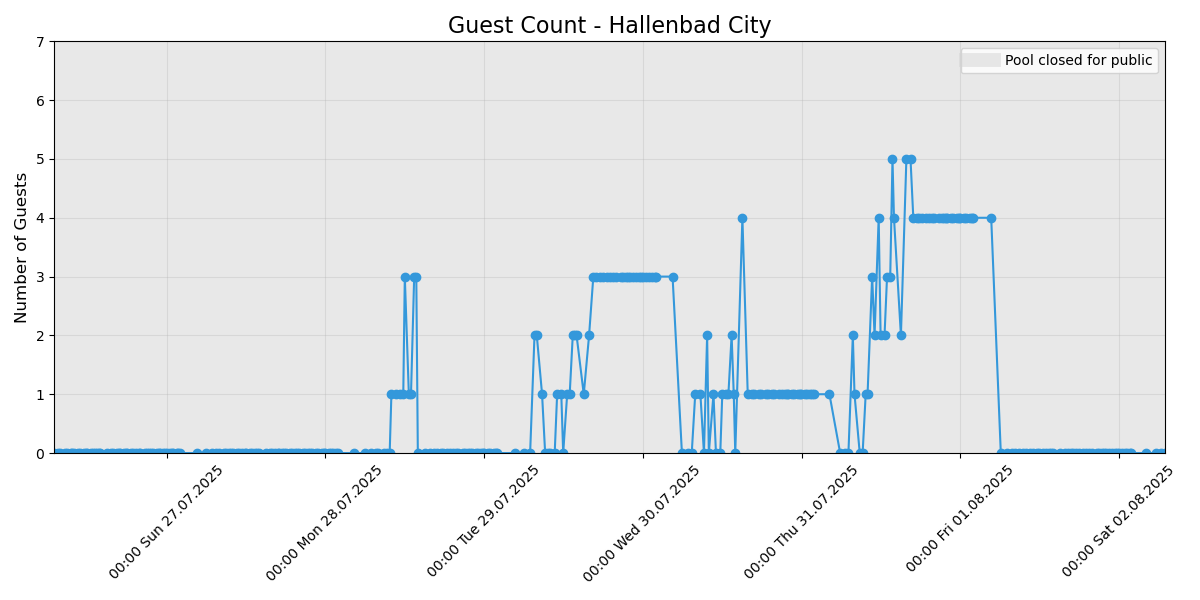 Guest Count - Hallenbad City
Pool closed for public
Number of Guests
7
6
5
4
3
2
1
0
00:00 Sun 27.07.2025
00:00 Mon 28.07.2025
00:00 Tue 29.07.2025
00:00 Wed 30.07.2025
00:00 Thu 31.07.2025
00:00 Fri 01.08.2025
00:00 Sat 02.08.2025